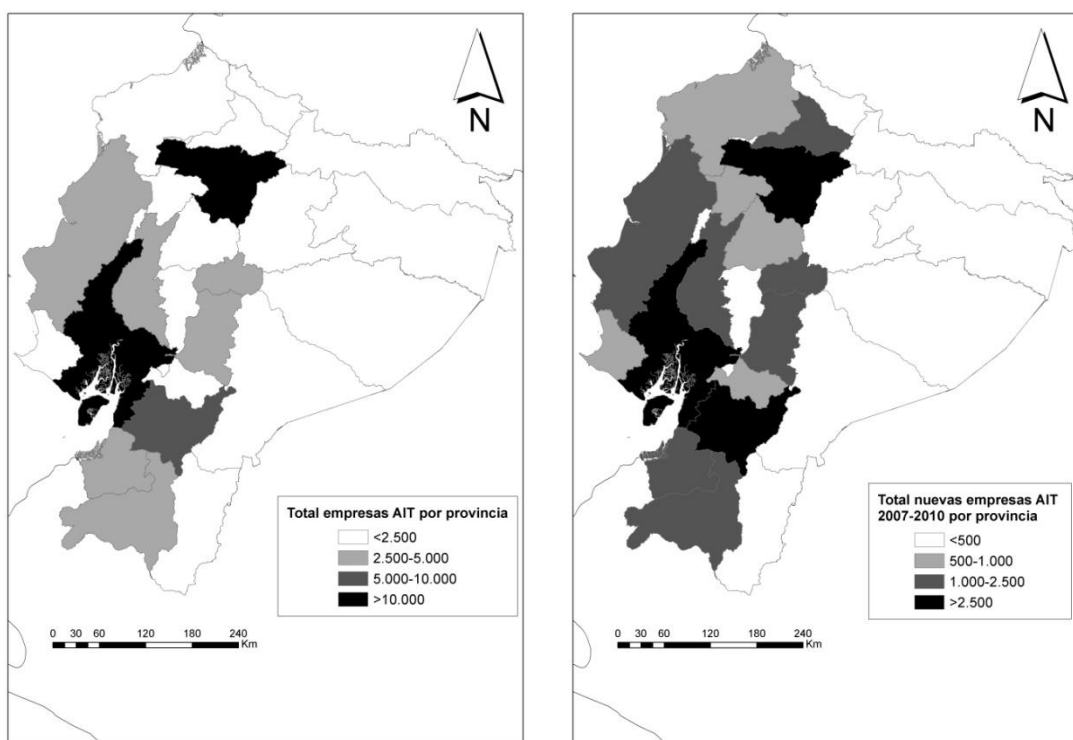 N
Total empresas AIT por provincia
<2.500
2.500-5.000
5.000-10.000
>10.000
0 30 60 120 180 240
Km
N
Total nuevas empresas AIT
2007-2010 por provincia
<500
500-1.000
1.000-2.500
>2.500
0 30 60 120 180 240
Km